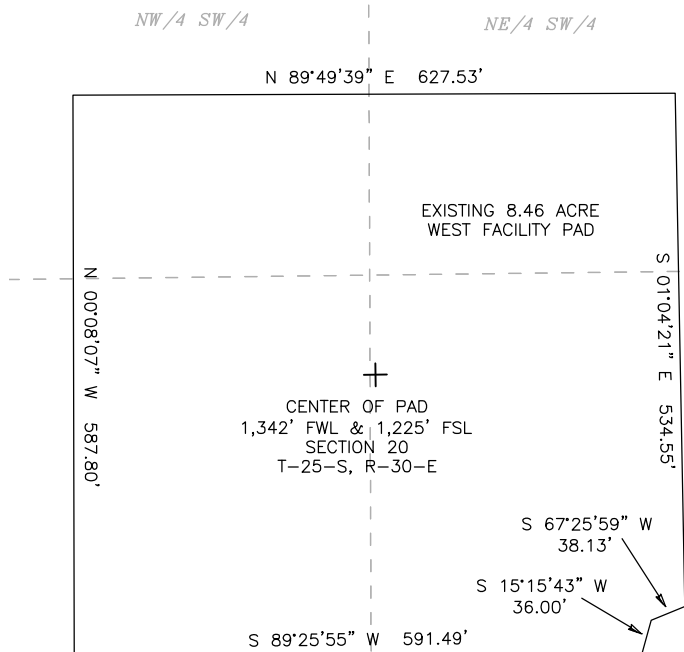 NW/4 SW/4
NE/4 SW/4
N 89°49'39" E 627.53'
EXISTING 8.46 ACRE
WEST FACILITY PAD
N 00°08'07" W 587.80'
S 01°04'21" E 534.55'
CENTER OF PAD
1,342' FWL & 1,225' FSL
SECTION 20
T-25-S, R-30-E
S 67°25'59" W
38.13'
S 15°15'43" W
36.00'
S 89°25'55" W 591.49'